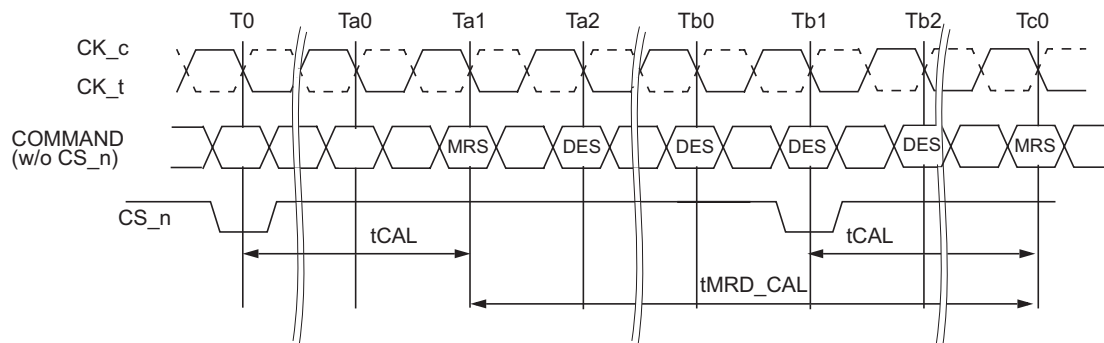 T0 Ta0 Ta1 Ta2 Tb0 Tb1 Tb2 Tc0
CK_c
CK_t
COMMAND
(w/o CS_n)
MRS DES DES DES DES MRS
CS_n
tCAL tCAL
tMRD_CAL